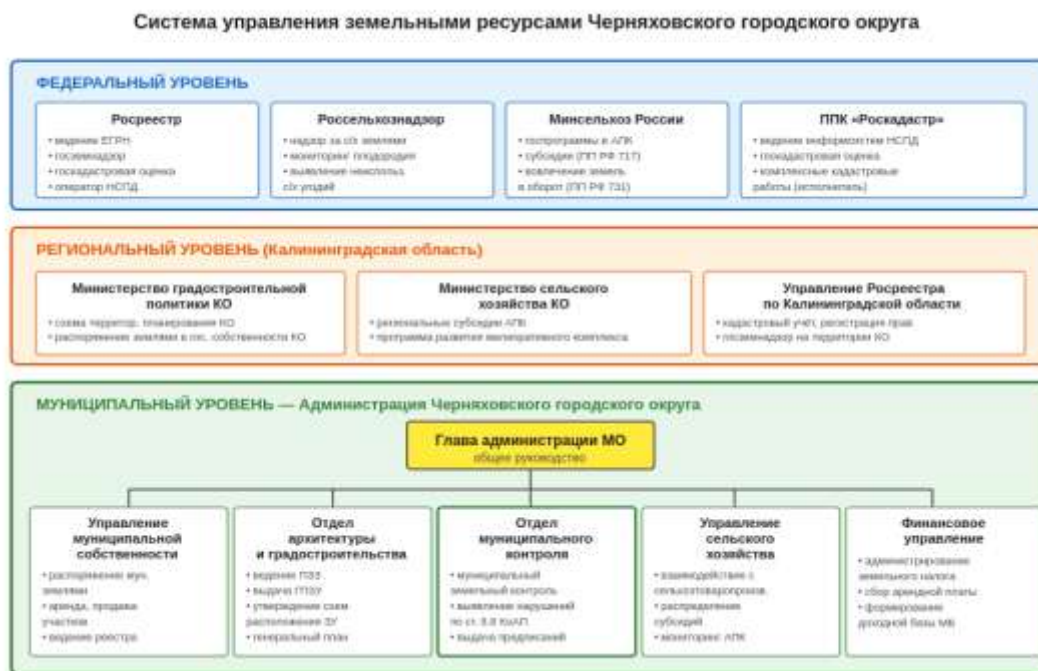 Система управления земельными ресурсами Черняховского городского округа
ФЕДЕРАЛЬНЫЙ УРОВЕНЬ
Росреестр
• ведение ЕГРН
• госземнадзор
• госкадастровая оценка
• оператор НСПД
Россельхознадзор
• надзор за с/х землями
• мониторинг плодородия
• выявление неиспольз.
с/х угодий
Минсельхоз России
• госпрограммы в АПК
• субсидии (ПП РФ 717)
• вовлечение земель
в оборот (ПП РФ 731)
ППК «Роскадастр»
• ведение информсистем НСПД
• госкадастровая оценка
• комплексные кадастровые
работы (исполнитель)
РЕГИОНАЛЬНЫЙ УРОВЕНЬ (Калининградская область)
Министерство градостроительной
политики КО
• схема территор. планирования КО
• распоряжение землями в гос. собственности КО
Министерство сельского
хозяйства КО
• региональные субсидии АПК
• программа развития мелиоративного комплекса
Управление Росреестра
по Калининградской области
• кадастровый учёт, регистрация прав
• госземнадзор на территории КО
МУНИЦИПАЛЬНЫЙ УРОВЕНЬ — Администрация Черняховского городского округа
Глава администрации МО
общее руководство
Управление
муниципальной
собственности
• распоряжение мун.
землями
• аренда, продажа
участков
• ведение реестра
Отдел
архитектуры
и градостроительства
• ведение ПЗЗ
• выдача ГПЗУ
• утверждение схем
расположения ЗУ
• генеральный план
Отдел
муниципального
контроля
• муниципальный
земельный контроль
• выявление нарушений
по ст. 8.8 КоАП
• выдача предписаний
Управление
сельского
хозяйства
• взаимодействие с
сельхозтоваропроизв.
• распределение
субсидий
• мониторинг АПК
Финансовое
управление
• администрирование
земельного налога
• сбор арендной платы
• формирование
доходной базы МБ